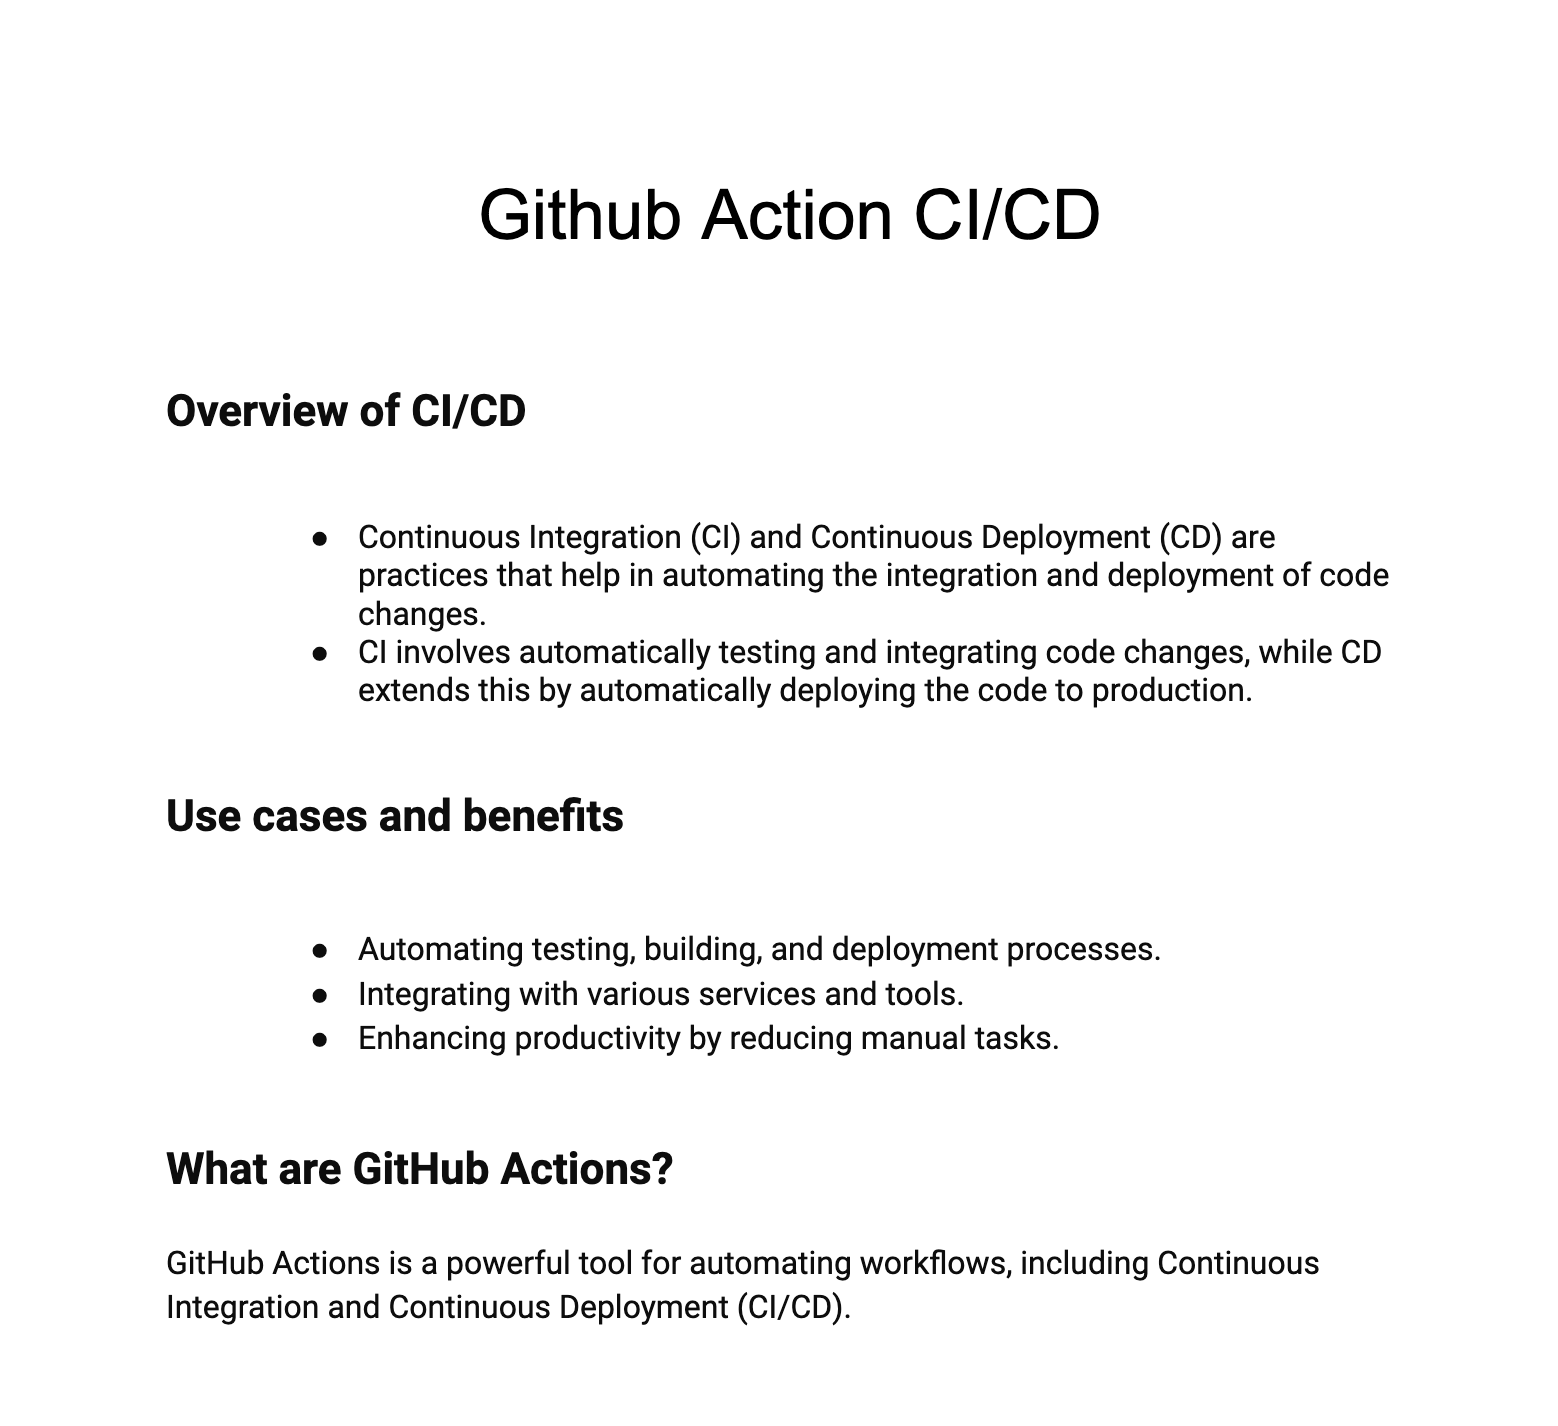 Github Action CI/CD
Overview of CI/CD
● Continuous Integration (CI) and Continuous Deployment (CD) are
practices that help in automating the integration and deployment of code
changes.
● CI involves automatically testing and integrating code changes, while CD
extends this by automatically deploying the code to production.
Use cases and benefits
● Automating testing, building, and deployment processes.
● Integrating with various services and tools.
● Enhancing productivity by reducing manual tasks.
What are GitHub Actions?
GitHub Actions is a powerful tool for automating workflows, including Continuous
Integration and Continuous Deployment (CI/CD).